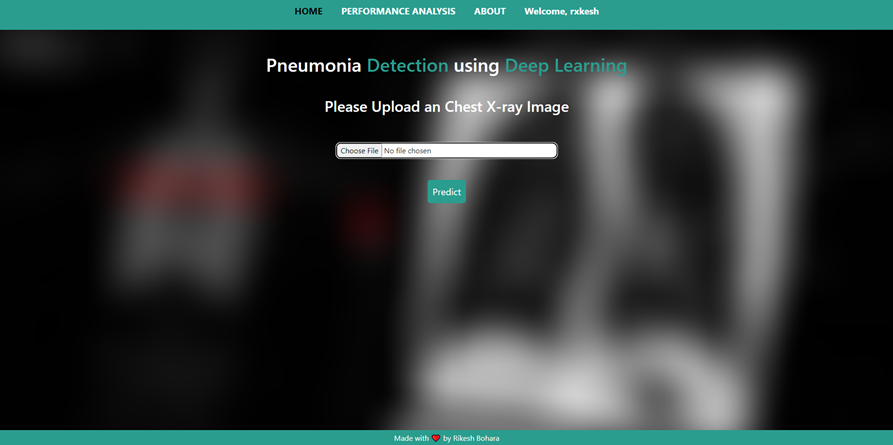 HOME PERFORMANCE ANALYSIS ABOUT Welcome, rxkesh
Pneumonia Detection using Deep Learning
Please Upload an Chest X-ray Image
Choose File No file chosen
Predict
Made with ❤ by Rikesh Bohara